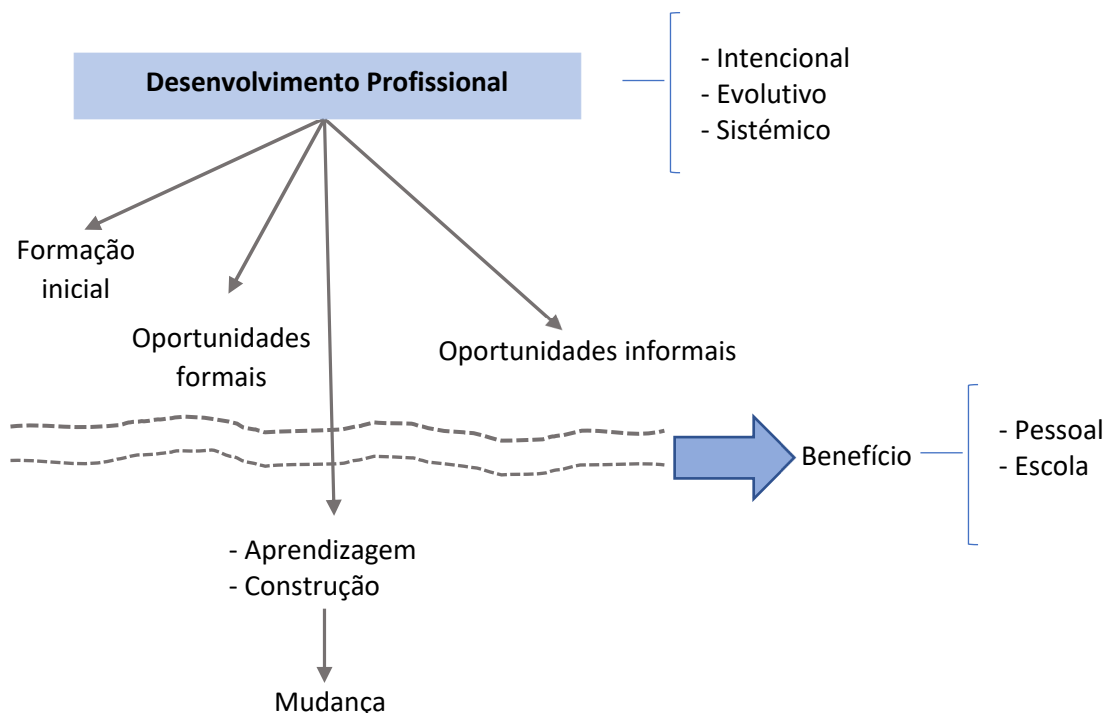 Desenvolvimento Profissional
- Intencional
- Evolutivo
- Sistémico
Formação
inicial
Oportunidades
formais
Oportunidades informais
Benefício
- Pessoal
- Escola
- Aprendizagem
- Construção
Mudança